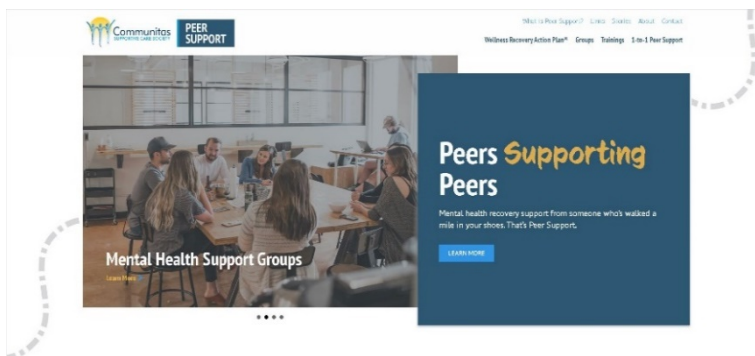 Communitas
SUPPORTIVE CARE SOCIETY
PEER
SUPPORT
What is Peer Support? Links Stories About Contact
Wellness Recovery Action Plan® Groups Trainings 1-to-1 Peer Support
Mental Health Support Groups
Learn More
Peers Supporting
Peers
Mental health recovery support from someone who's walked a
mile in your shoes. That's Peer Support.
LEARN MORE